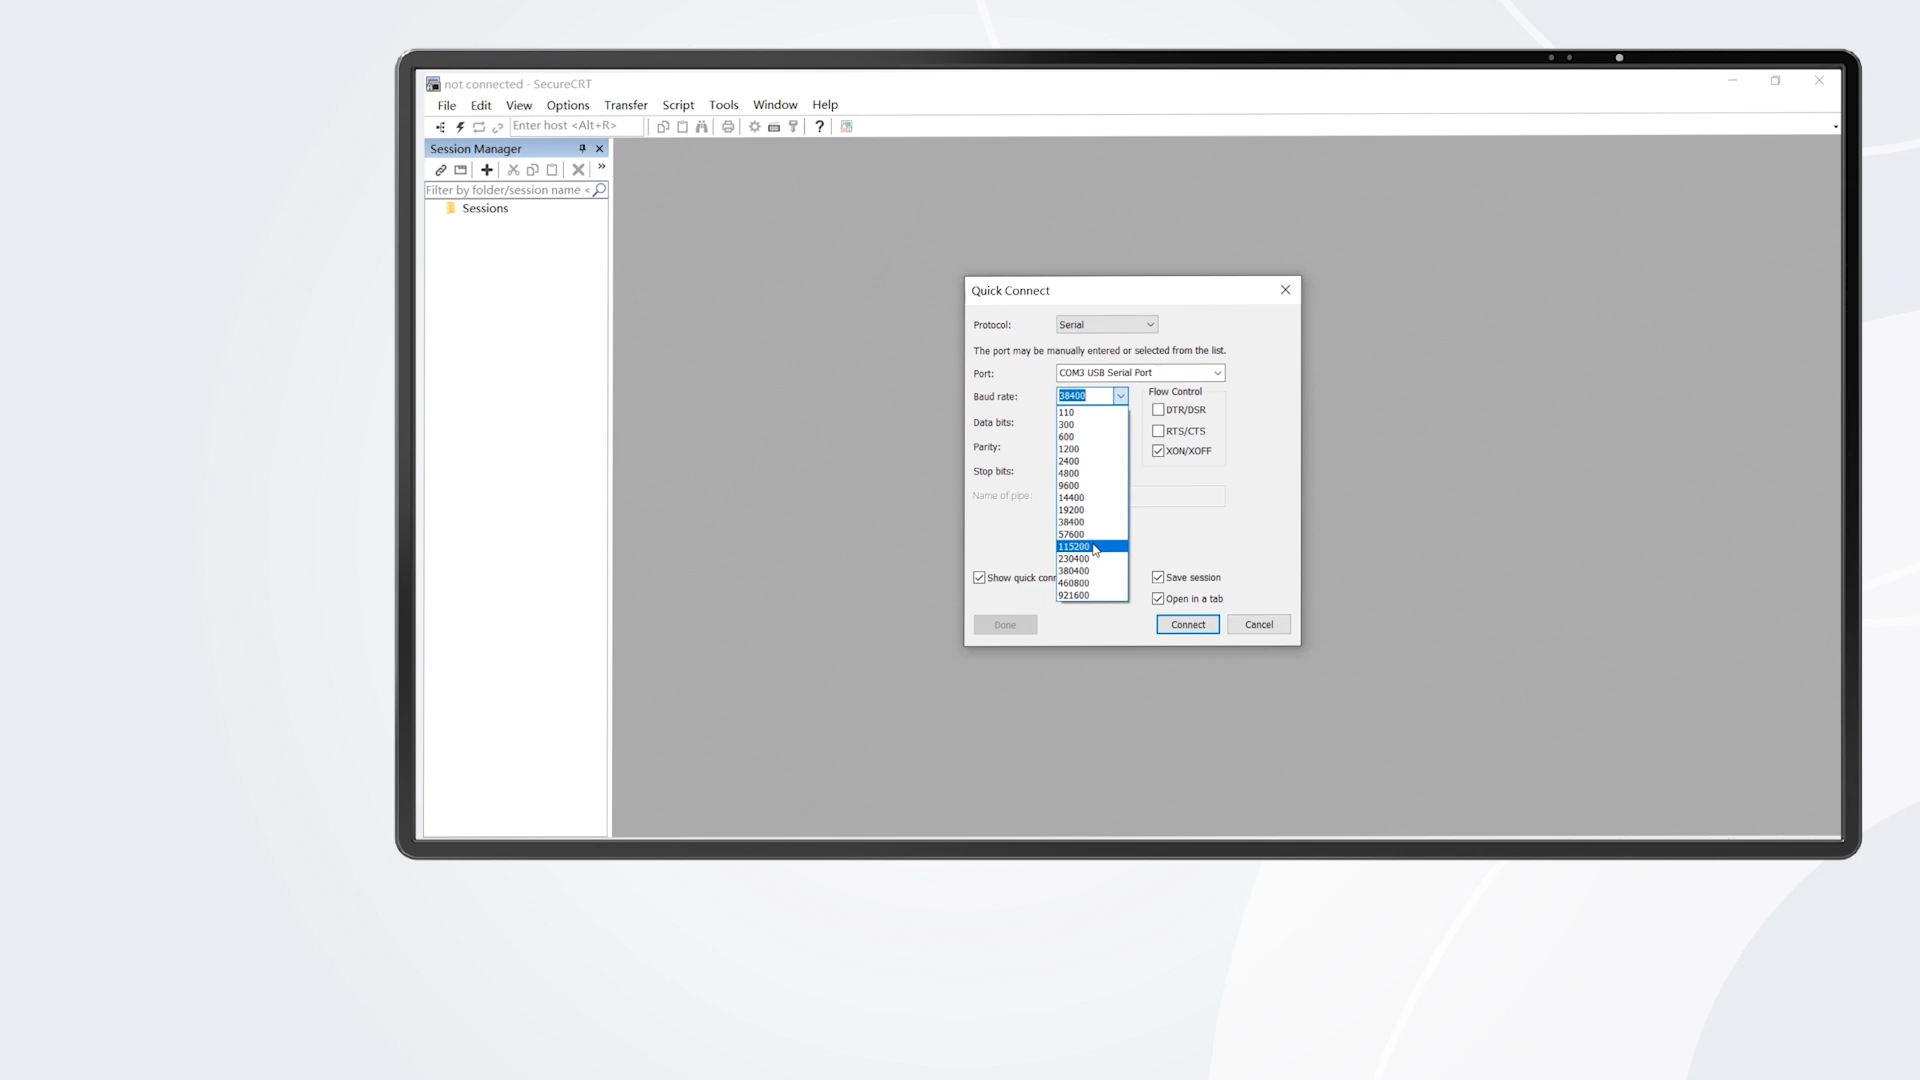 not connected - SecureCRT
File Edit View Options Transfer Script Tools Window Help
Enter host <Alt+R>
Session Manager
Filter by folder/session name <
Sessions
Quick Connect
Protocol: Serial
The port may be manually entered or selected from the list.
Port: COM3 USB Serial Port
Baud rate: 38400
Flow Control
110
DTR/DSR
Data bits:
300
RTS/CTS
600
Parity:
1200
XON/XOFF
2400
Stop bits:
4800
9600
Name of pipe:
14400
19200
38400
57600
115200
230400
380400
460800
921600
Show quick conn
Save session
Open in a tab
Done
Connect
Cancel